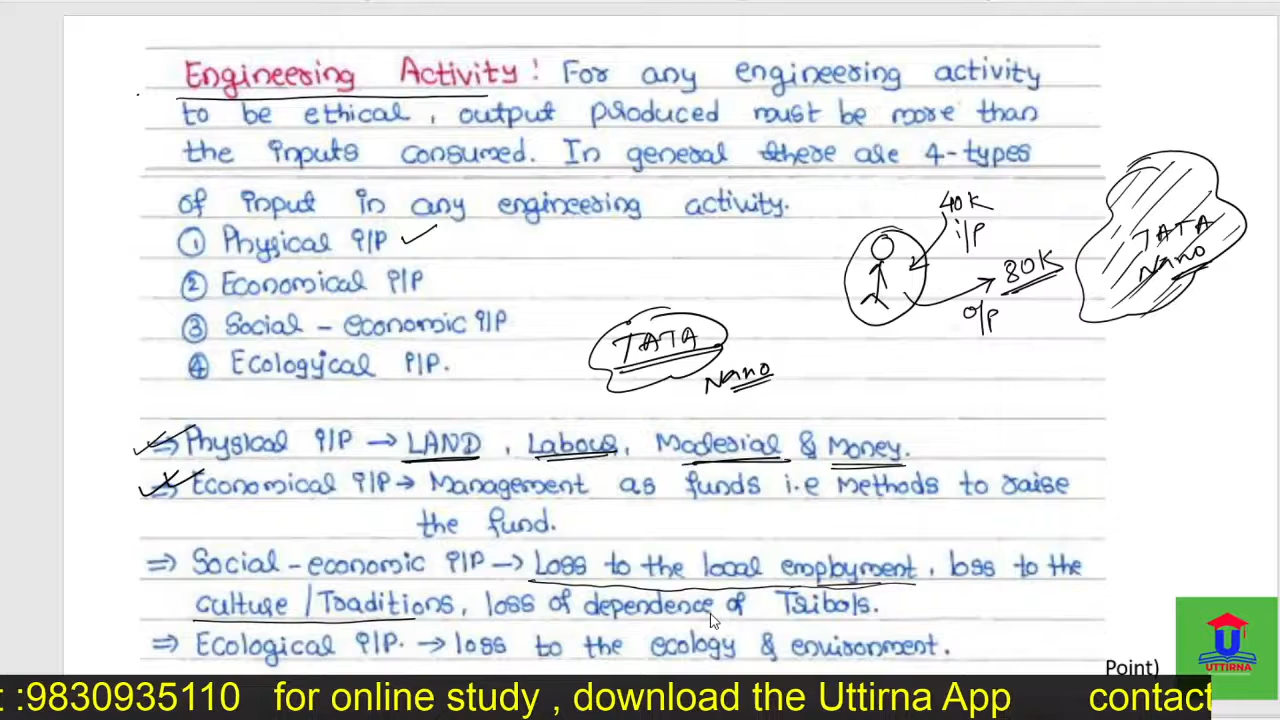 Engineering Activity : For any engineering activity
to be ethical, output produced must be more than
the inputs consumed. In general there are 4-types
of input in any engineering activity.
① Physical I/P
② Economical I/P
③ Social - economic I/P
④ Ecologycal I/P.
40K
i/P
80K
o/P
TATA
Nano
TATA
Nano
⇒ Physical I/P → LAND, Labour, Material & Money.
⇒ Economical I/P → Management as funds i.e Methods to raise
the fund.
⇒ Social - economic I/P → Loss to the local employment, loss to the
culture / Traditions, loss of dependence of Tribals.
⇒ Ecological I/P. → loss to the ecology & environment.
Point)
U
UTTIRNA
: :9830935110 for online study , download the Uttirna App contact